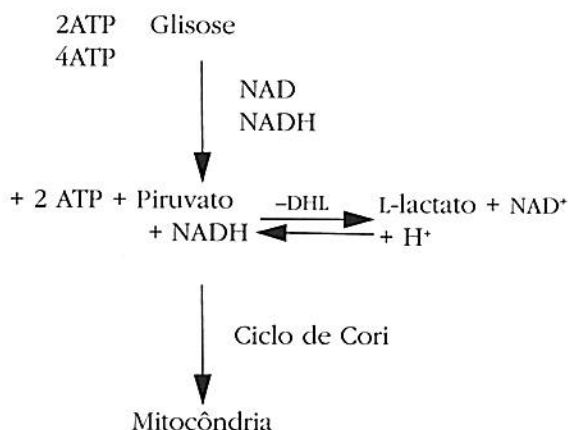 2ATP Glisose
4ATP
NAD
NADH
+ 2 ATP + Piruvato –DHL L-lactato + NAD⁺
+ NADH + H⁺
Ciclo de Cori
Mitocôndria